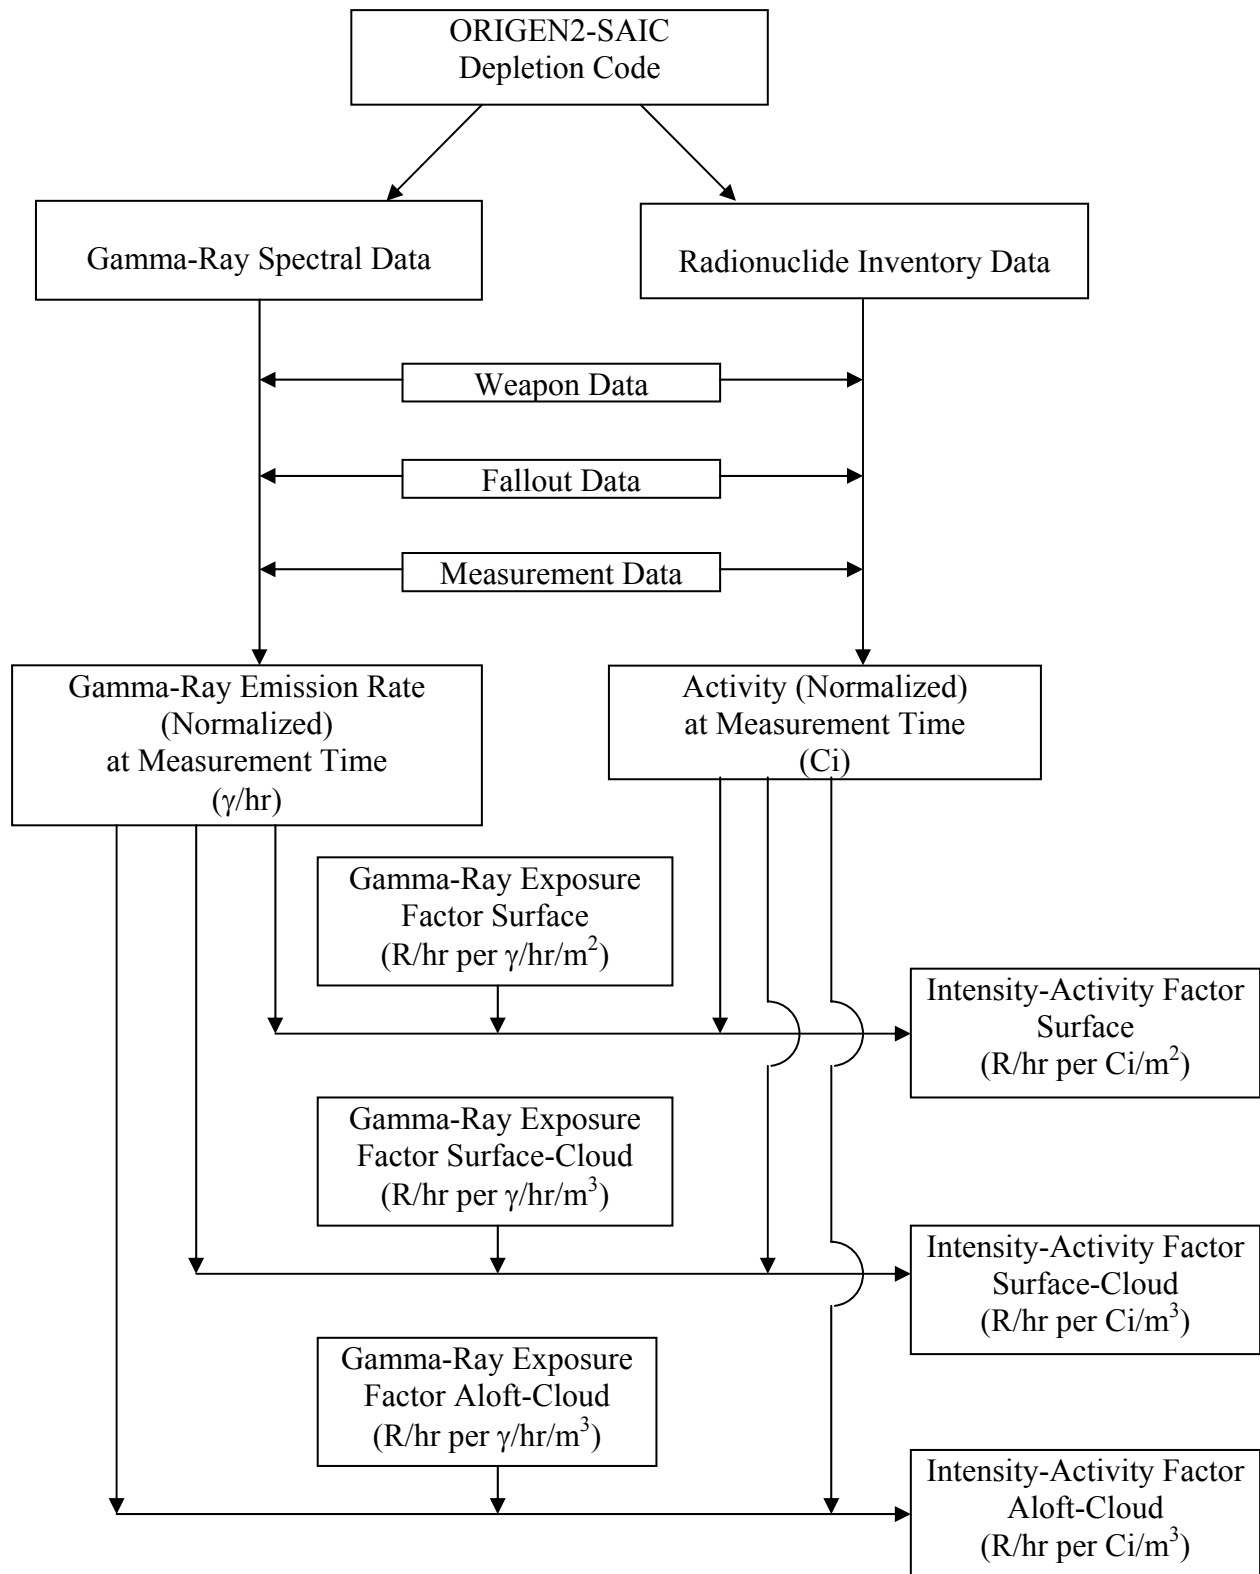 ORIGEN2-SAIC
Depletion Code
Gamma-Ray Spectral Data
Radionuclide Inventory Data
Weapon Data
Fallout Data
Measurement Data
Gamma-Ray Emission Rate
(Normalized)
at Measurement Time
(γ/hr)
Activity (Normalized)
at Measurement Time
(Ci)
Gamma-Ray Exposure
Factor Surface
(R/hr per γ/hr/m²)
Intensity-Activity Factor
Surface
(R/hr per Ci/m²)
Gamma-Ray Exposure
Factor Surface-Cloud
(R/hr per γ/hr/m³)
Intensity-Activity Factor
Surface-Cloud
(R/hr per Ci/m³)
Gamma-Ray Exposure
Factor Aloft-Cloud
(R/hr per γ/hr/m³)
Intensity-Activity Factor
Aloft-Cloud
(R/hr per Ci/m³)